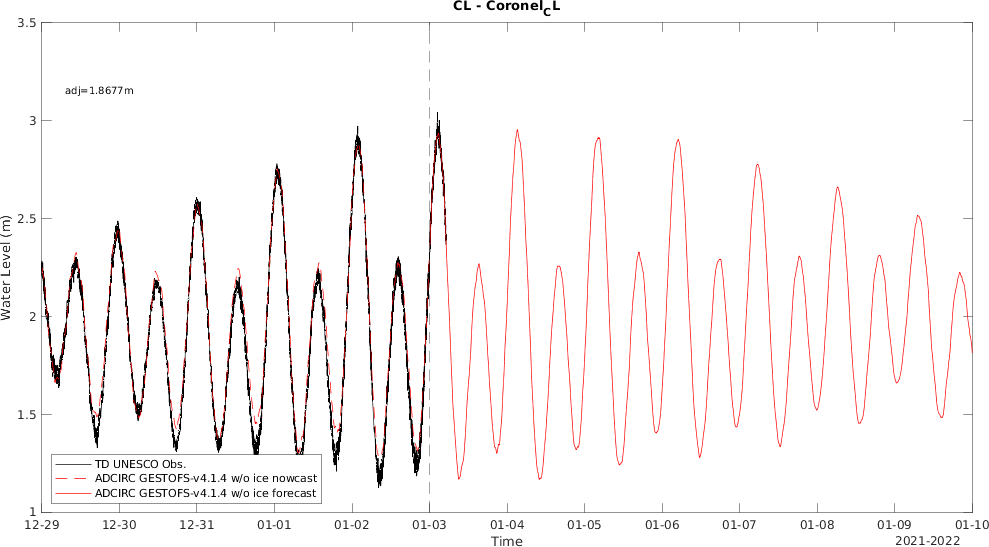 CL - Coronel_CL
3.5
adj=1.8677m
3
2.5
Water Level (m)
2
1.5
TD UNESCO Obs.
ADCIRC GESTOFS-v4.1.4 w/o ice nowcast
ADCIRC GESTOFS-v4.1.4 w/o ice forecast
1
12-29 12-30 12-31 01-01 01-02 01-03 01-04 01-05 01-06 01-07 01-08 01-09 01-10
Time
2021-2022